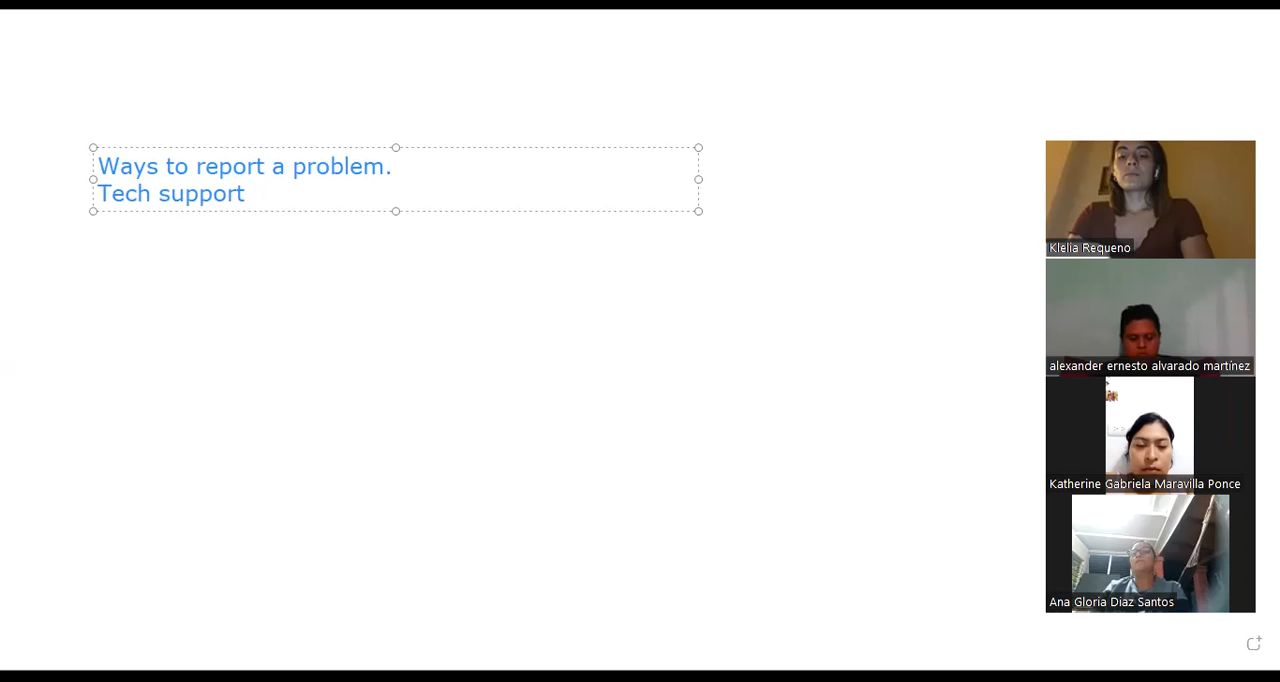 Ways to report a problem.
Tech support
Klelia Requeno
alexander ernesto alvarado martínez
Katherine Gabriela Maravilla Ponce
Ana Gloria Diaz Santos